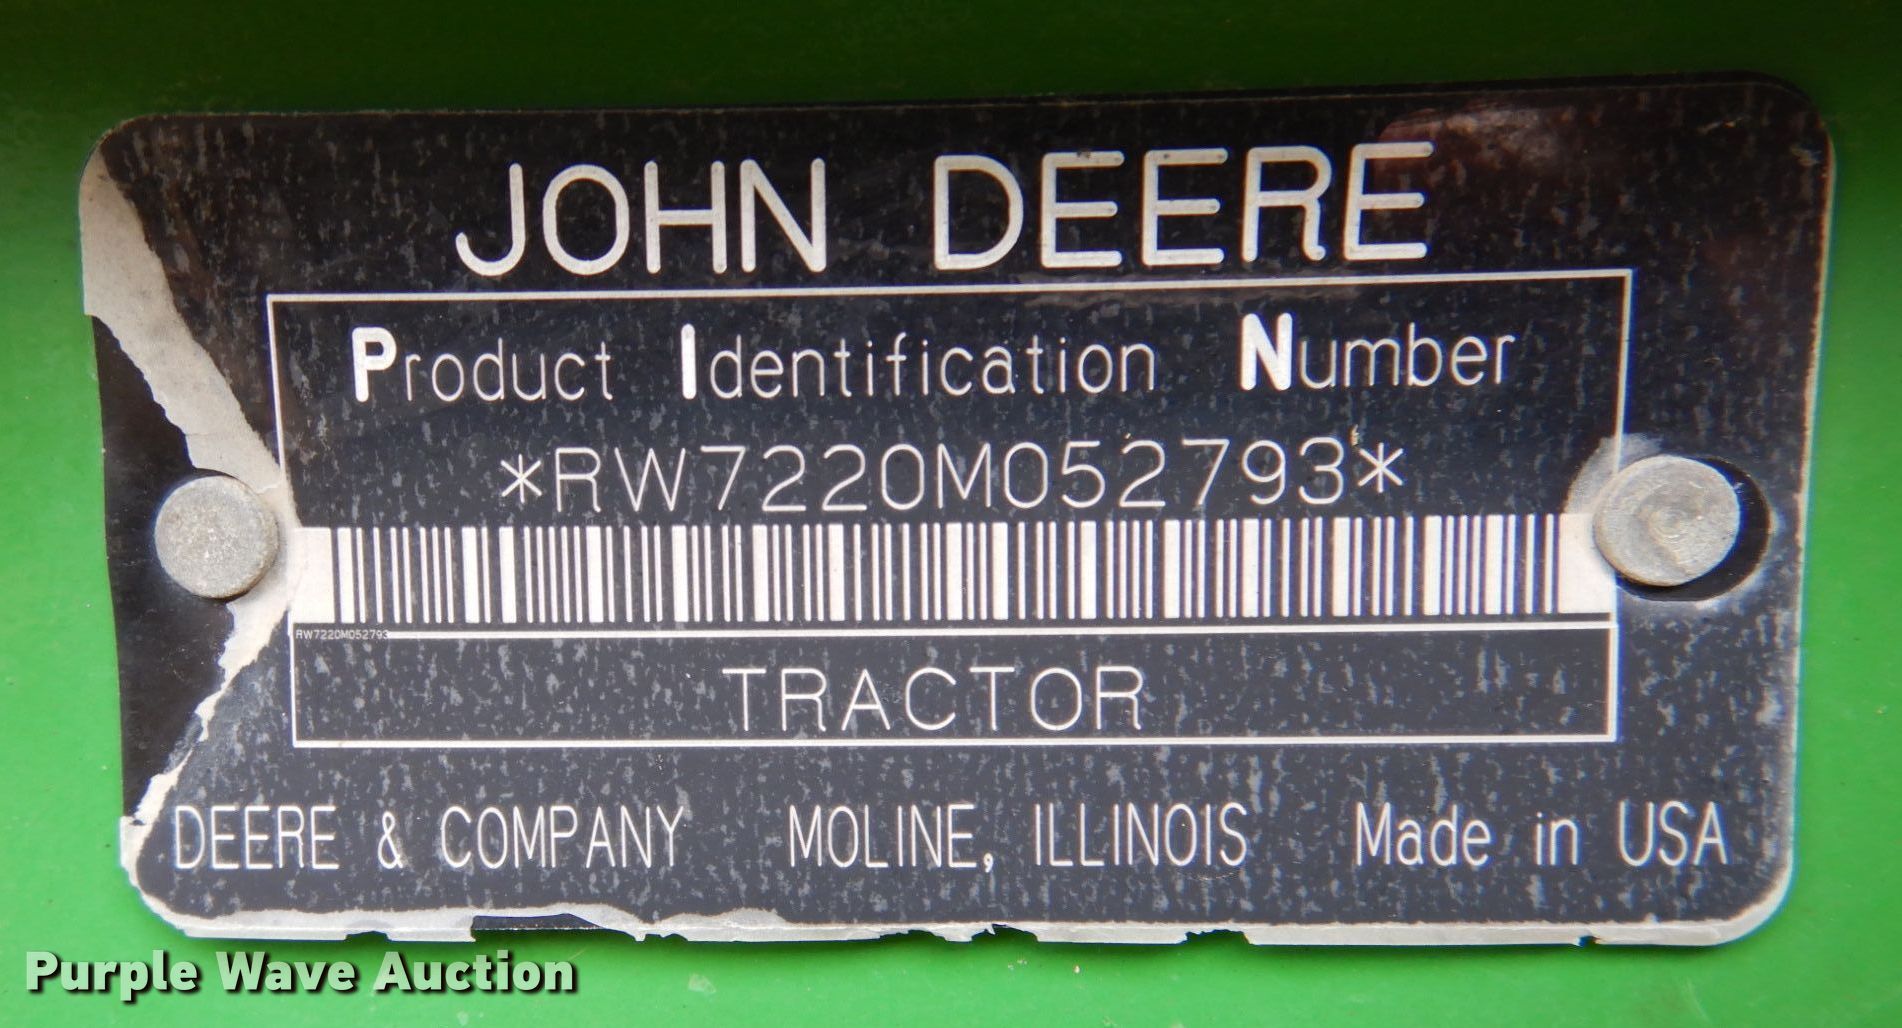 JOHN DEERE
Product Identification Number
*RW7220M052793*
RW7220M052793
TRACTOR
DEERE & COMPANY MOLINE, ILLINOIS Made in USA
Purple Wave Auction